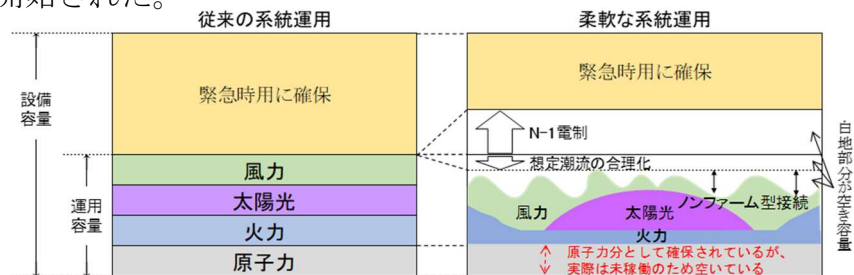 開始された。
従来の系統運用
柔軟な系統運用
設備
容量
運用
容量
緊急時用に確保
風力
太陽光
火力
原子力
緊急時用に確保
N-1電制
想定潮流の合理化
ノンファーム型接続
風力
太陽光
火力
原子力分として確保されているが、
実際は未稼働のため空いている
白地部分が空き容量